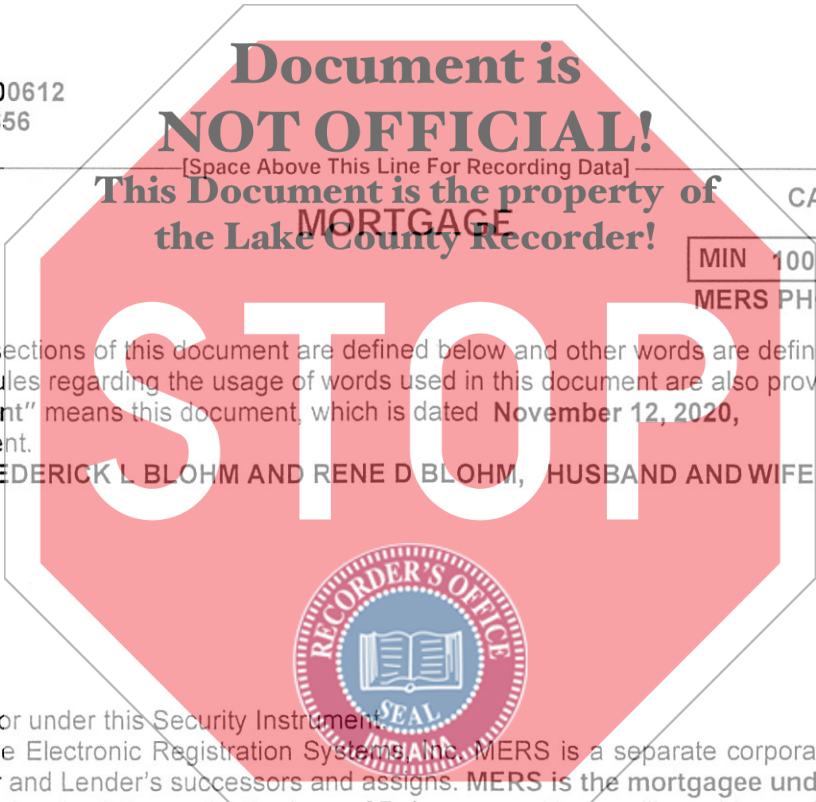 Document is
00612
56
NOT OFFICIAL!
[Space Above This Line For Recording Data]
This Document is the property of
CA
MORTGAGE
the Lake County Recorder!
MIN 100
MERS PH
sections of this document are defined below and other words are defin
ules regarding the usage of words used in this document are also prov
nt” means this document, which is dated November 12, 2020,
ent.
EDERICK L BLOHM AND RENE D BLOHM, HUSBAND AND WIFE
STOP
RECORDER'S OFFICE
SEAL
INDIANA
or under this Security Instrument.
e Electronic Registration Systems, Inc. MERS is a separate corpora
r and Lender's successors and assigns. MERS is the mortgagee und